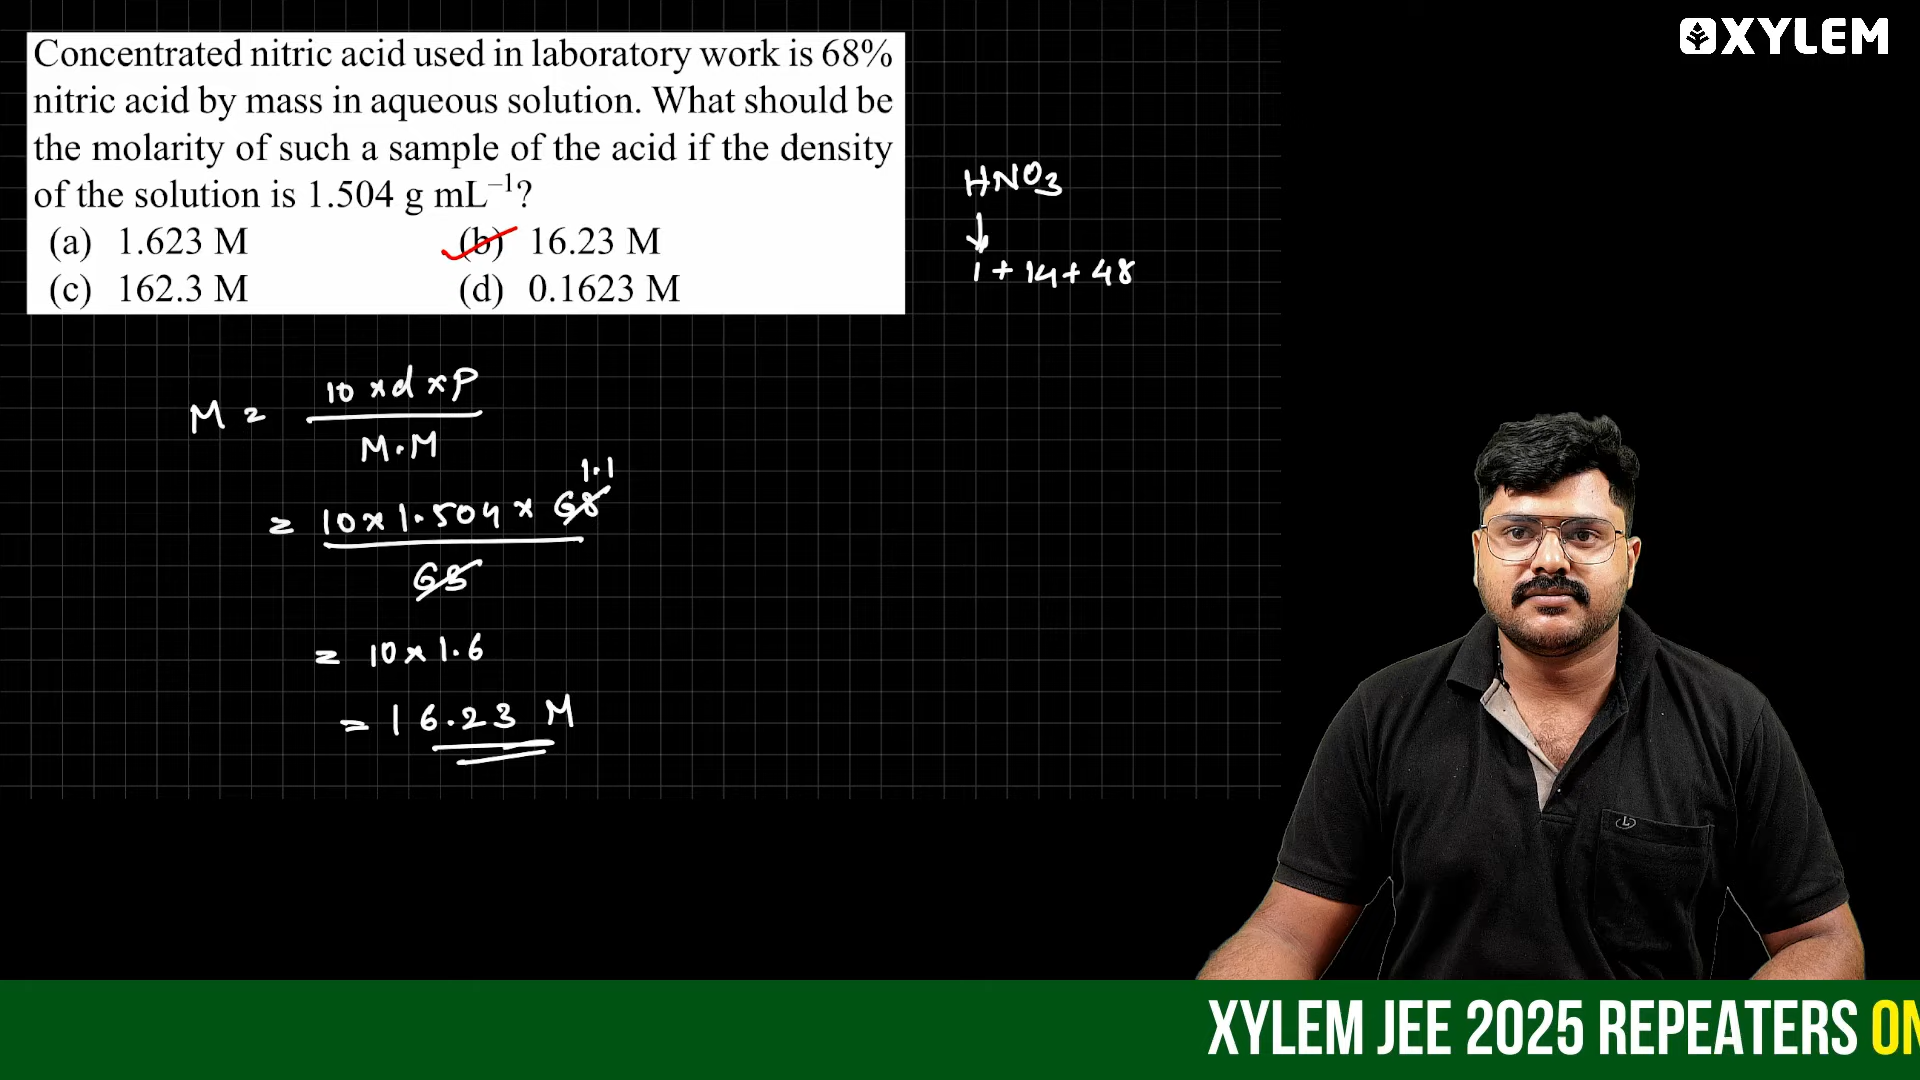 XYLEM
Concentrated nitric acid used in laboratory work is 68%
nitric acid by mass in aqueous solution. What should be
the molarity of such a sample of the acid if the density
of the solution is 1.504 g mL⁻¹?
(a) 1.623 M (b) 16.23 M
(c) 162.3 M (d) 0.1623 M
HNO3
↓
1 + 14 + 48
M = 10 × d × P
M.M
1.1
= 10 × 1.504 × 68
63
= 10 × 1.6
= 16.23 M
XYLEM JEE 2025 REPEATERS ON